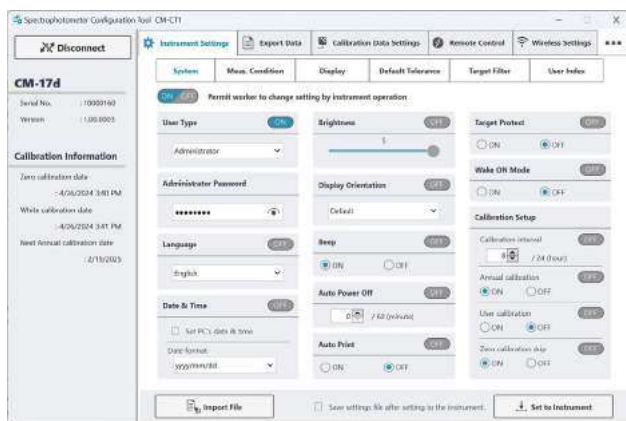 Spectrophotometer Configuration Tool CM-CT1
Disconnect
CM-17d
Serial No. : 10000160
Version : 1.00.0003
Calibration Information
Zero calibration date
: 4/26/2024 3:41 PM
White calibration date
: 4/26/2024 3:41 PM
Next Annual calibration date
: 2/15/2025
Instrument Settings
Export Data
Calibration Data Settings
Remote Control
Wireless Settings
System
Meas. Condition
Display
Default Tolerance
Target Filter
User Index
ON OFF Permit worker to change setting by instrument operation
User Type ON
Administrator
Administrator Password
Language OFF
English
Date & Time OFF
Set PC's date & time
Date format
yyyy/mm/dd
Brightness OFF
5
Display Orientation OFF
Default
Beep OFF
ON OFF
Auto Power Off OFF
0 / 60 (minute)
Auto Print OFF
ON OFF
Target Protect OFF
ON OFF
Wake ON Mode OFF
ON OFF
Calibration Setup
Calibration interval OFF
8 / 24 (hour)
Annual calibration OFF
ON OFF
User calibration OFF
ON OFF
Zero calibration skip OFF
ON OFF
Import File
Save settings file after setting to the instrument.
Set to Instrument